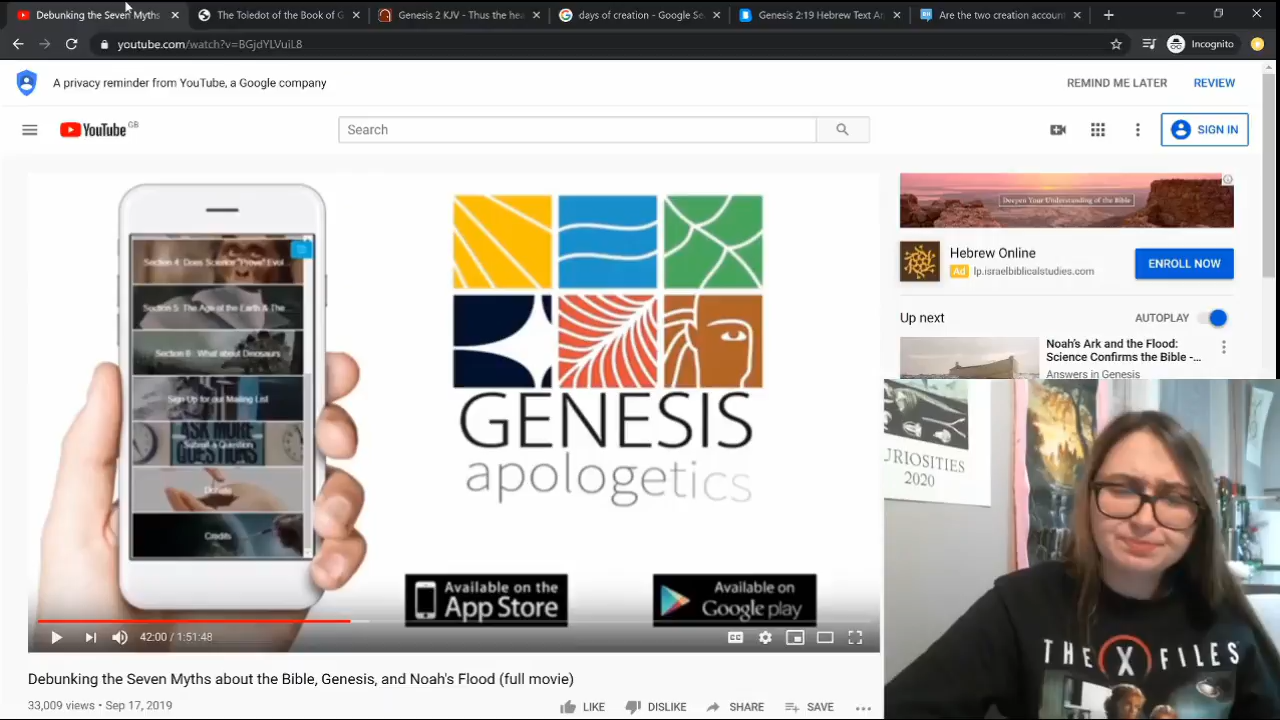 Debunking the Seven Myths
The Toledot of the Book of G
Genesis 2 KJV - Thus the hea
days of creation - Google Se
Genesis 2:19 Hebrew Text An
Are the two creation account
youtube.com/watch?v=BGjdYLVuiL8
Incognito
A privacy reminder from YouTube, a Google company
REMIND ME LATER
REVIEW
YouTube GB
Search
SIGN IN
Section 4: Does Science "Prove" Evol...
Section 5: The Age of the Earth & The...
Section 6: What about Dinosaurs
Sign Up for our Mailing List
ASK MORE QUESTIONS
Submit a Question
Donate
Credits
GENESIS
apologetics
Available on the
App Store
Available on
Google play
42:00 / 1:51:48
CC
Deepen Your Understanding of the Bible
Hebrew Online
Ad lp.israelbiblicalstudies.com
ENROLL NOW
Up next
AUTOPLAY
Noah's Ark and the Flood:
Science Confirms the Bible -...
Answers in Genesis
URIOSITIES
2020
THE X FILES
Debunking the Seven Myths about the Bible, Genesis, and Noah's Flood (full movie)
33,009 views • Sep 17, 2019
LIKE
DISLIKE
SHARE
SAVE